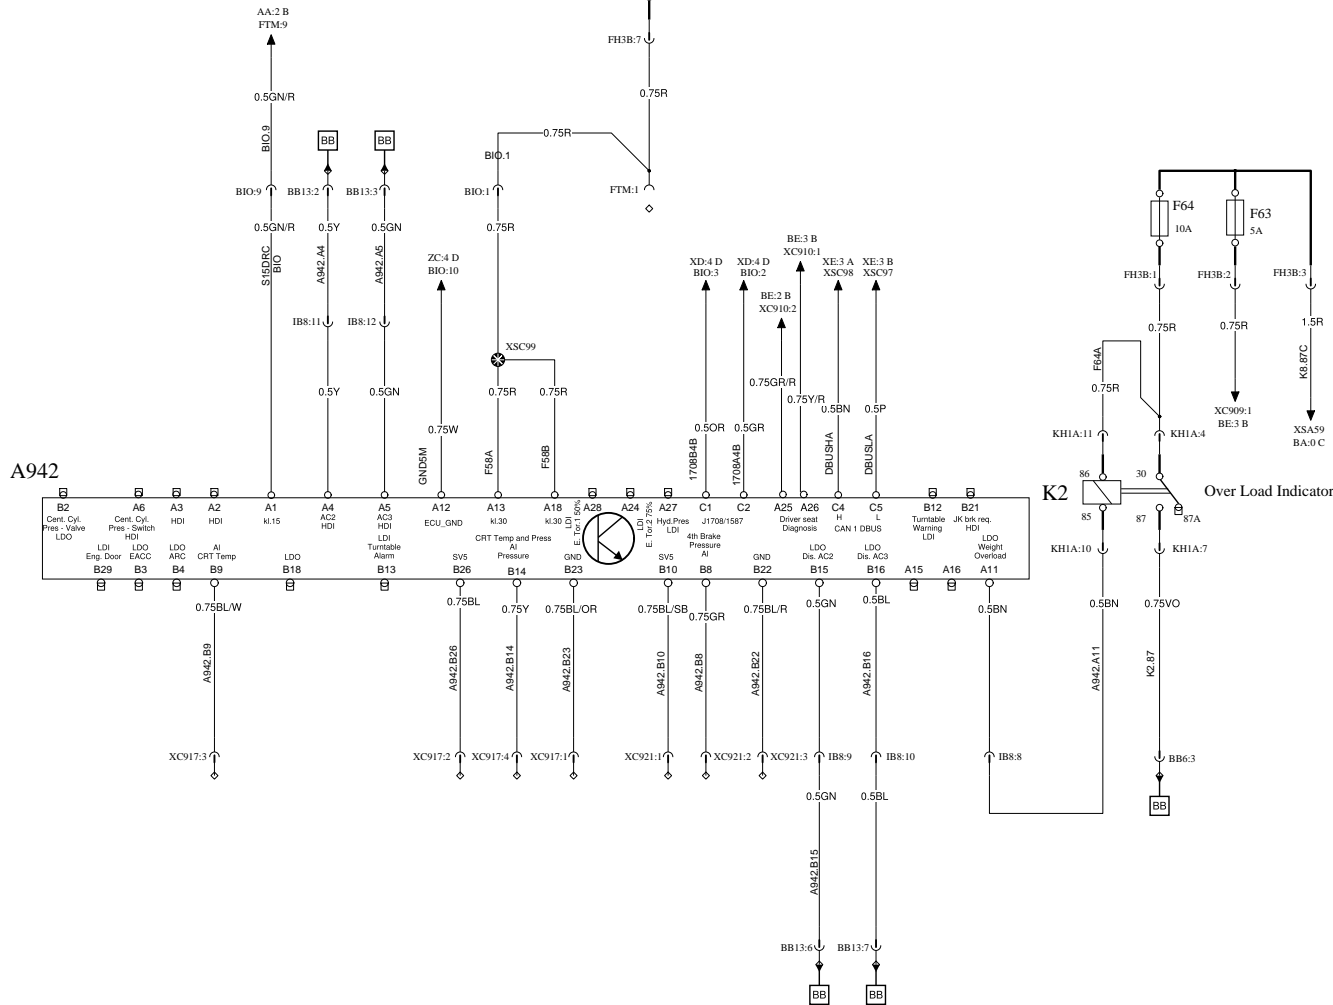 AA:2 B
FTM:9
FH3B:7
0.75R
0.5GN/R
BIO.9
BB
BB
0.75R
BIO.1
BIO:9
BB13:2
BB13:3
BIO:1
FTM:1
0.5GN/R
0.5Y
0.5GN
0.75R
S15DRC
BIO
A942.A4
A942.A5
ZC:4 D
BIO:10
XD:4 D
BIO:3
XD:4 D
BIO:2
BE:3 B
XC910:1
BE:2 B
XC910:2
XE:3 A
XSC98
XE:3 B
XSC97
F64
10A
F63
5A
FH3B:1
FH3B:2
FH3B:3
0.75R
0.75R
1.5R
IB8:11
IB8:12
XSC99
F64A
K8.87C
0.5Y
0.5GN
0.75R
0.75R
0.75GR/R
0.75Y/R
0.5BN
0.5P
0.75R
XC909:1
BE:3 B
XSA59
BA:0 C
0.75W
0.5OR
0.5GR
KH1A:11
KH1A:4
GND5M
F58A
F58B
1708B4B
1708A4B
DBUSHA
DBUSLA
A942
K2
86
30
Over Load Indicator
85
87
87A
B2
A6
A3
A2
A1
A4
A5
A12
A13
A18
A28
A24
A27
C1
C2
A25
A26
C4
C5
B12
B21
Cent. Cyl.
Pres - Valve
LDO
Cent. Cyl.
Pres - Switch
HDI
HDI
HDI
kl.15
AC2
HDI
AC3
HDI
ECU_GND
kl.30
kl.30
LDI
E. Tor.1 50%
LDI
E. Tor.2 75%
Hyd.Pres
LDI
J1708/1587
Driver seat
Diagnosis
H
L
CAN 1 DBUS
Turntable
Warning
LDI
JK brk req.
HDI
LDI
Eng. Door
LDO
EACC
LDO
ARC
AI
CRT Temp
LDO
LDI
Turntable
Alarm
SV5
CRT Temp and Press
AI
Pressure
GND
SV5
4th Brake
Pressure
AI
GND
LDO
Dis. AC2
LDO
Dis. AC3
LDO
Weight
Overload
B29
B3
B4
B9
B18
B13
B26
B14
B23
B10
B8
B22
B15
B16
A15
A16
A11
KH1A:10
KH1A:7
0.75BL/W
0.75BL
0.75Y
0.75BL/OR
0.75BL/SB
0.75GR
0.75BL/R
0.5GN
0.5BL
0.5BN
0.5BN
0.75VO
A942.B9
A942.B26
A942.B14
A942.B23
A942.B10
A942.B8
A942.B22
A942.B16
A942.A11
K2.87
XC917:3
XC917:2
XC917:4
XC917:1
XC921:1
XC921:2
XC921:3
IB8:9
IB8:10
IB8:8
BB6:3
0.5GN
0.5BL
BB
A942.B15
BB13:6
BB13:7
BB
BB